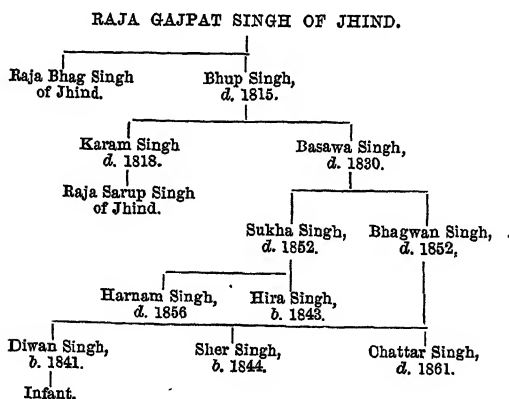 RAJA GAJPAT SINGH OF JHIND.
Raja Bhag Singh
of Jhind.
Bhup Singh,
d. 1815.
Karam Singh
d. 1818.
Basawa Singh,
d. 1830.
Raja Sarup Singh
of Jhind.
Sukha Singh,
d. 1852.
Bhagwan Singh,
d. 1852,
Harnam Singh,
d. 1856
Hira Singh,
b. 1843.
Diwan Singh,
b. 1841.
Sher Singh,
b. 1844.
Chattar Singh,
d. 1861.
Infant.